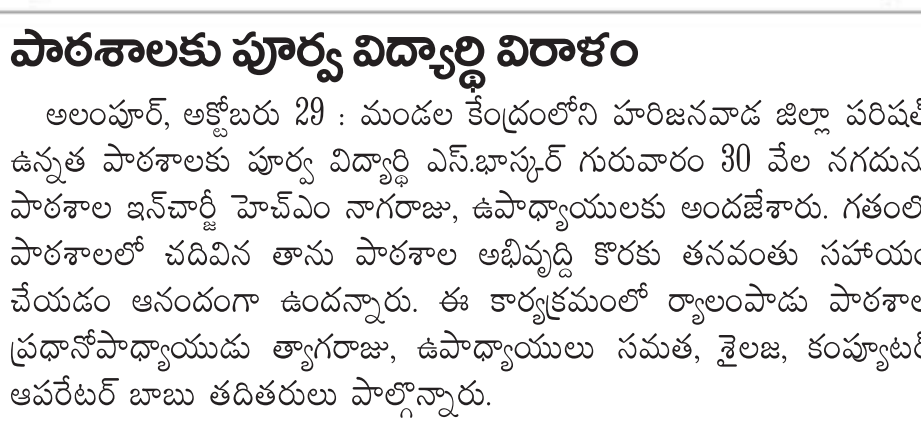 పాఠశాలకు పూర్వ విద్యార్థి విరాళం
అలంపూర్, అక్టోబరు 29 : మండల కేంద్రంలోని హరిజనవాడ జిల్లా పరిషత్
ఉన్నత పాఠశాలకు పూర్వ విద్యార్థి ఎస్.భాస్కర్ గురువారం 30 వేల నగదును
పాఠశాల ఇన్‌చార్జీ హెచ్ఎం నాగరాజు, ఉపాధ్యాయులకు అందజేశారు. గతంలో
పాఠశాలలో చదివిన తాను పాఠశాల అభివృద్ది కొరకు తనవంతు సహాయం
చేయడం ఆనందంగా ఉందన్నారు. ఈ కార్యక్రమంలో ర్యాలంపాడు పాఠశాల
ప్రధానోపాధ్యాయుడు త్యాగరాజు, ఉపాధ్యాయులు సమత, శైలజ, కంప్యూటర్
ఆపరేటర్ బాబు తదితరులు పాల్గొన్నారు.